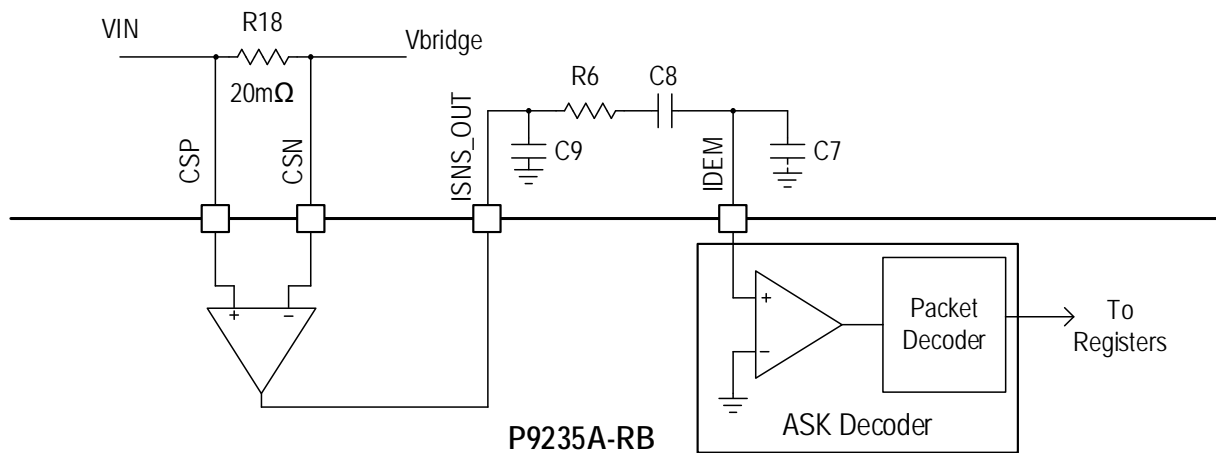 VIN
R18
Vbridge
20mΩ
R6
C8
CSP
CSN
ISNS_OUT
C9
IDEM
C7
+
−
+
−
Packet
Decoder
To
Registers
ASK Decoder
P9235A-RB